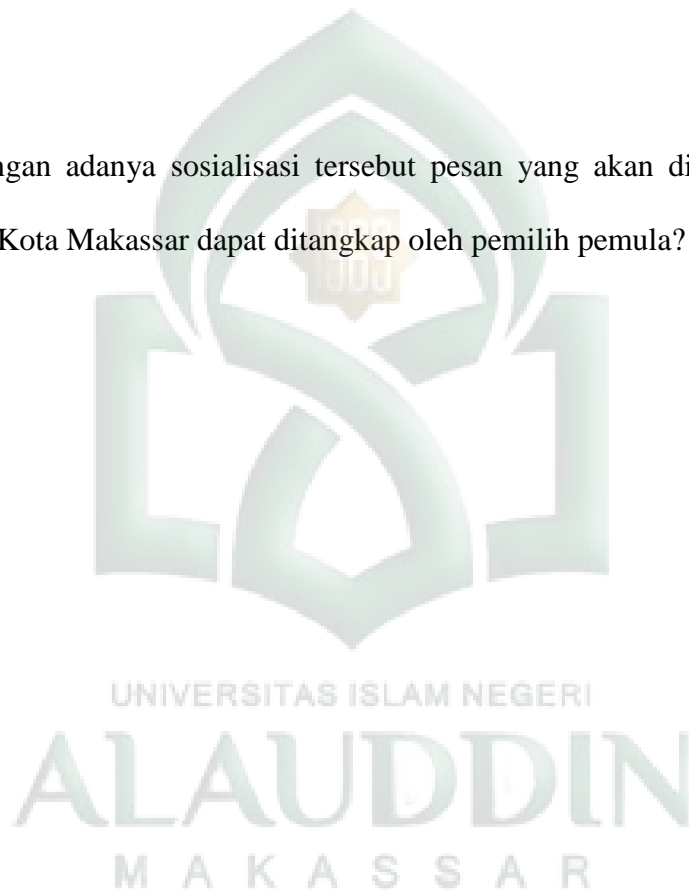 ngan adanya sosialisasi tersebut pesan yang akan di
Kota Makassar dapat ditangkap oleh pemilih pemula?
UNIVERSITAS ISLAM NEGERI
ALAUDDIN
MAKASSAR